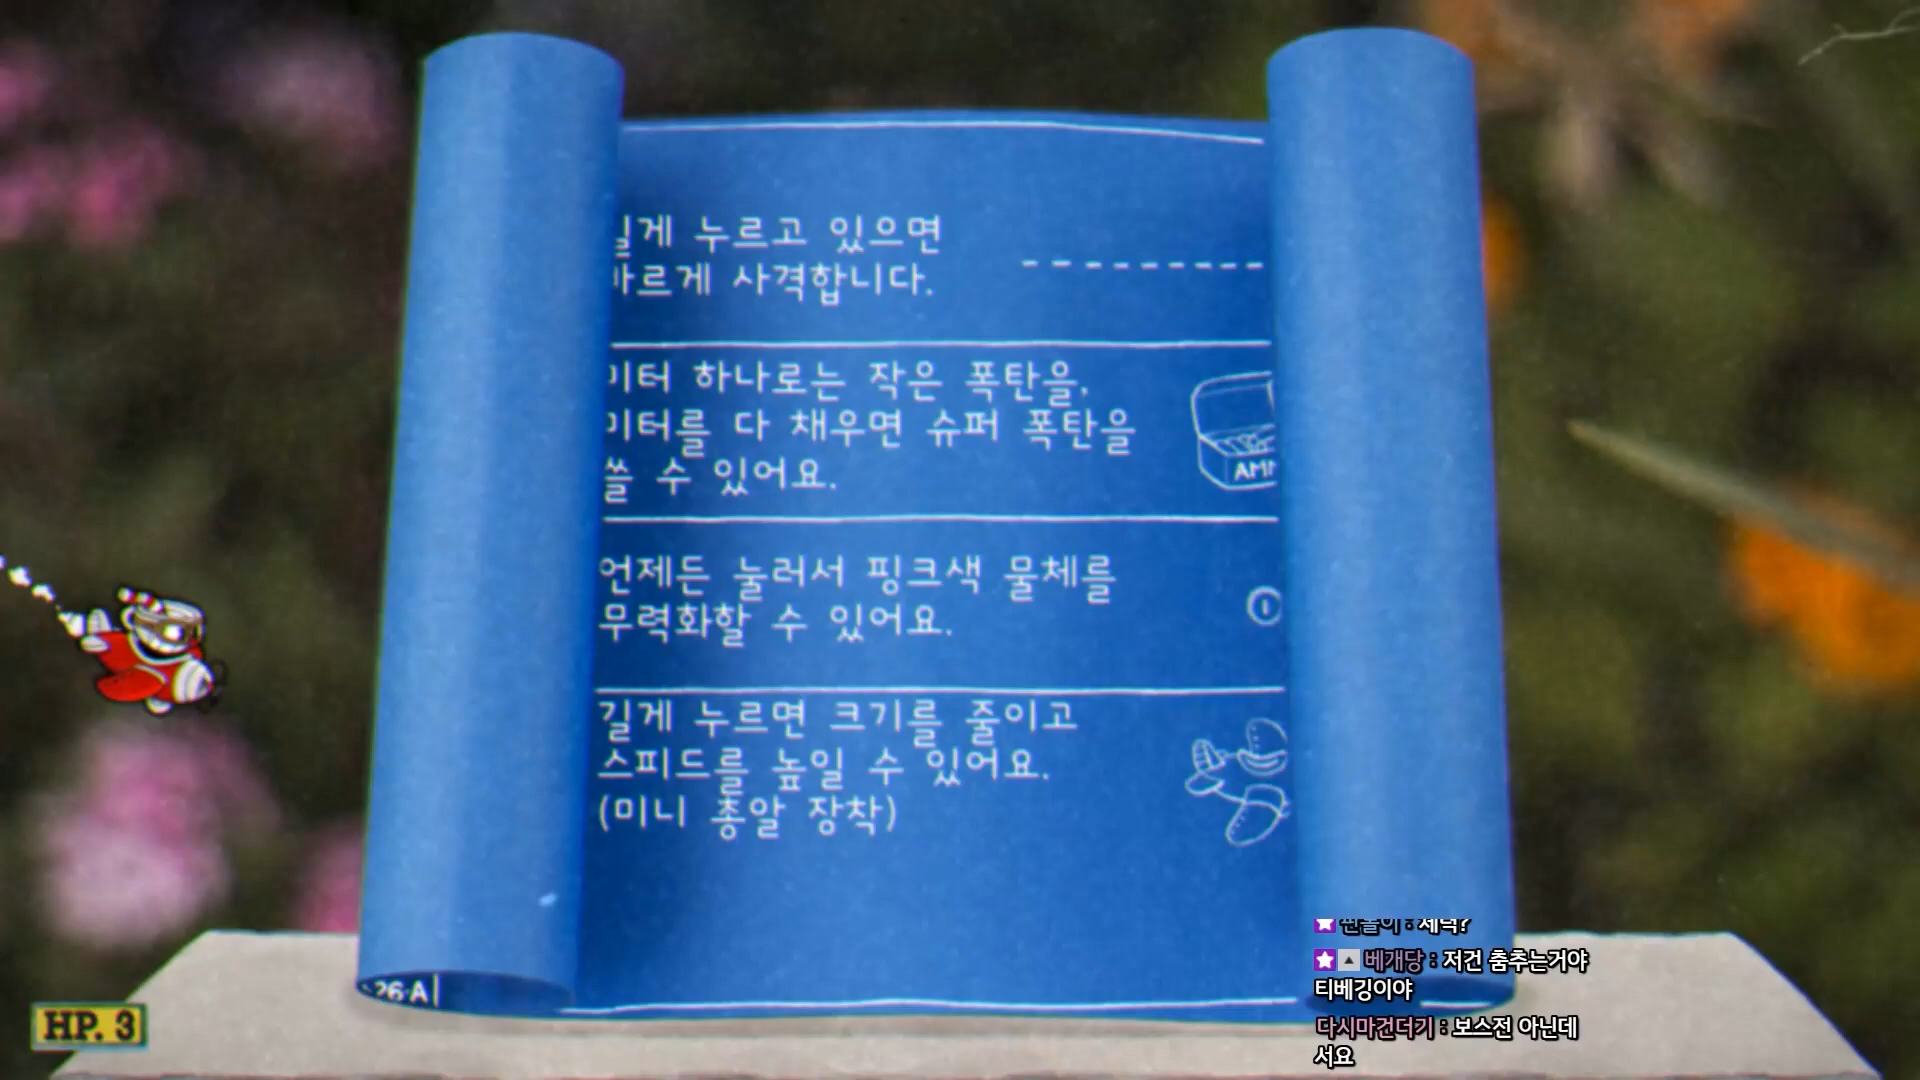 길게 누르고 있으면
빠르게 사격합니다.
미터 하나로는 작은 폭탄을,
미터를 다 채우면 슈퍼 폭탄을
쓸 수 있어요.
AMM
언제든 눌러서 핑크색 물체를
무력화할 수 있어요.
길게 누르면 크기를 줄이고
스피드를 높일 수 있어요.
(미니 총알 장착)
26·A
HP. 3
체력?
베개당 : 저건 춤추는거야
티베깅이야
다시마건더기 : 보스전 아닌데
서요